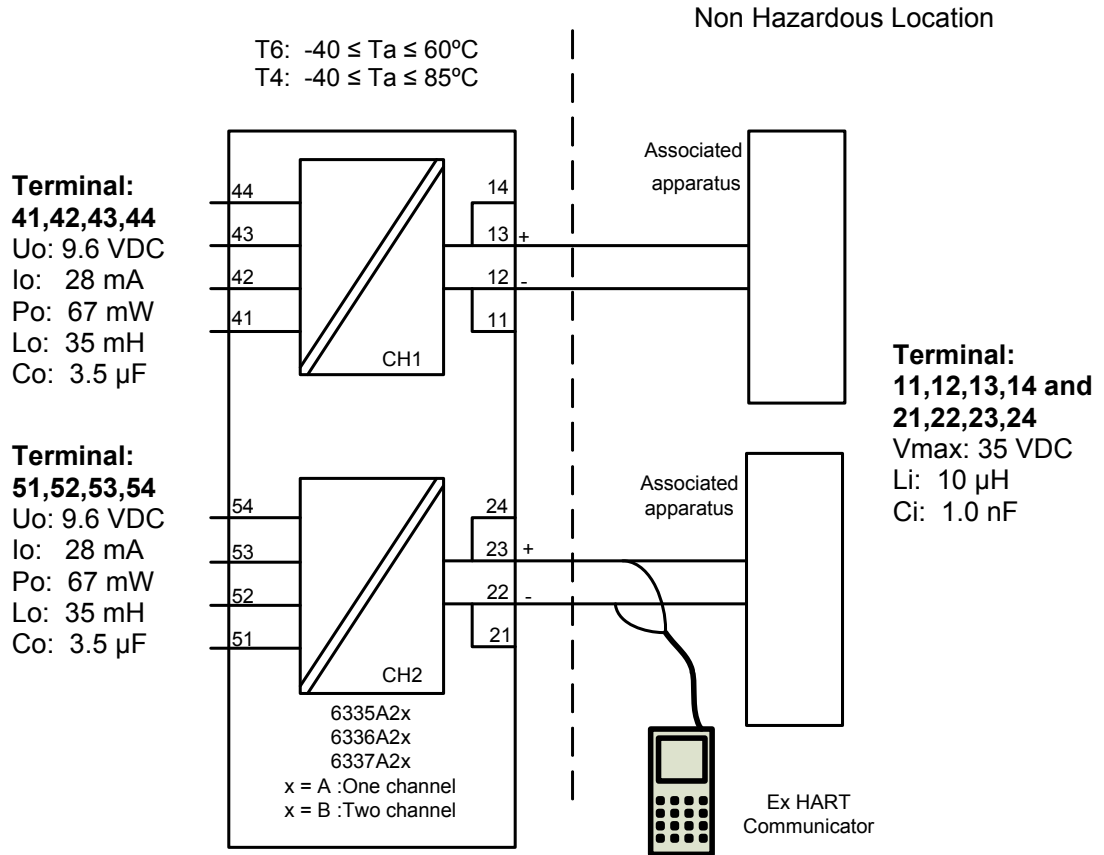 Non Hazardous Location
T6: -40 ≤ Ta ≤ 60ºC
T4: -40 ≤ Ta ≤ 85ºC
Terminal:
41,42,43,44
Uo: 9.6 VDC
Io: 28 mA
Po: 67 mW
Lo: 35 mH
Co: 3.5 µF
44
43
42
41
CH1
14
13 +
12 -
11
Associated
apparatus
Terminal:
11,12,13,14 and
21,22,23,24
Vmax: 35 VDC
Li: 10 µH
Ci: 1.0 nF
Terminal:
51,52,53,54
Uo: 9.6 VDC
Io: 28 mA
Po: 67 mW
Lo: 35 mH
Co: 3.5 µF
54
53
52
51
CH2
24
23 +
22 -
21
Associated
apparatus
6335A2x
6336A2x
6337A2x
x = A :One channel
x = B :Two channel
Ex HART
Communicator